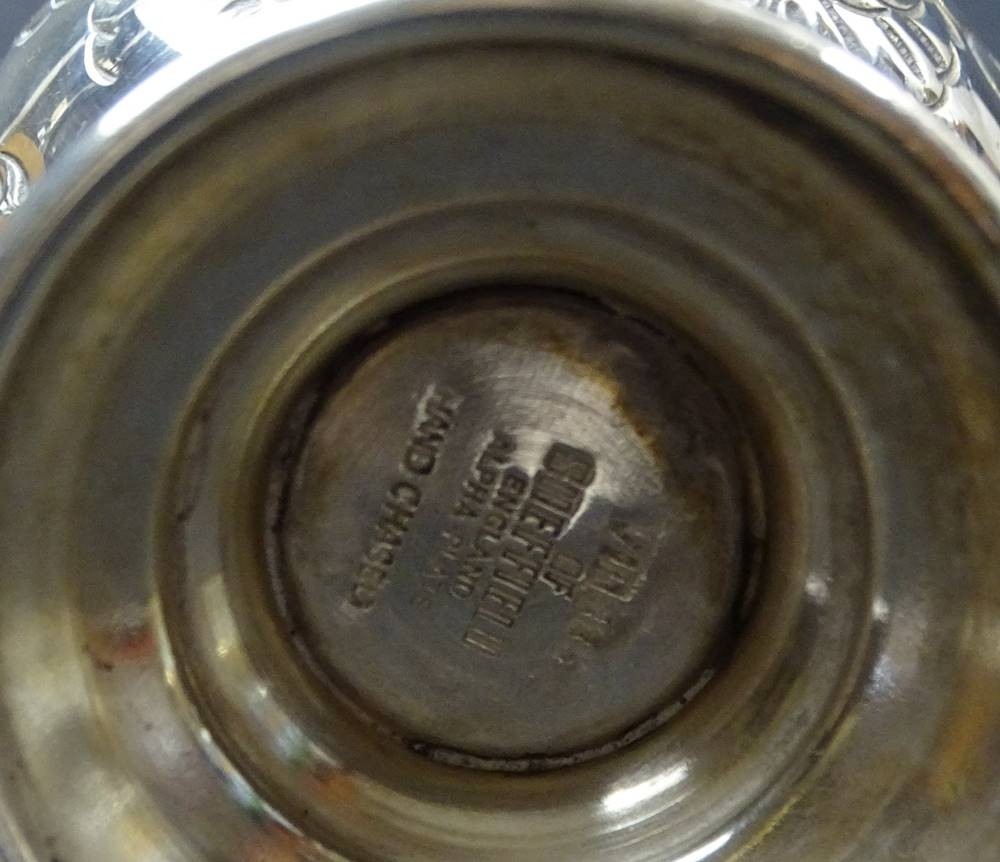 OF
SHEFFIELD
ENGLAND
ALPHA PLATE
HAND CHASED